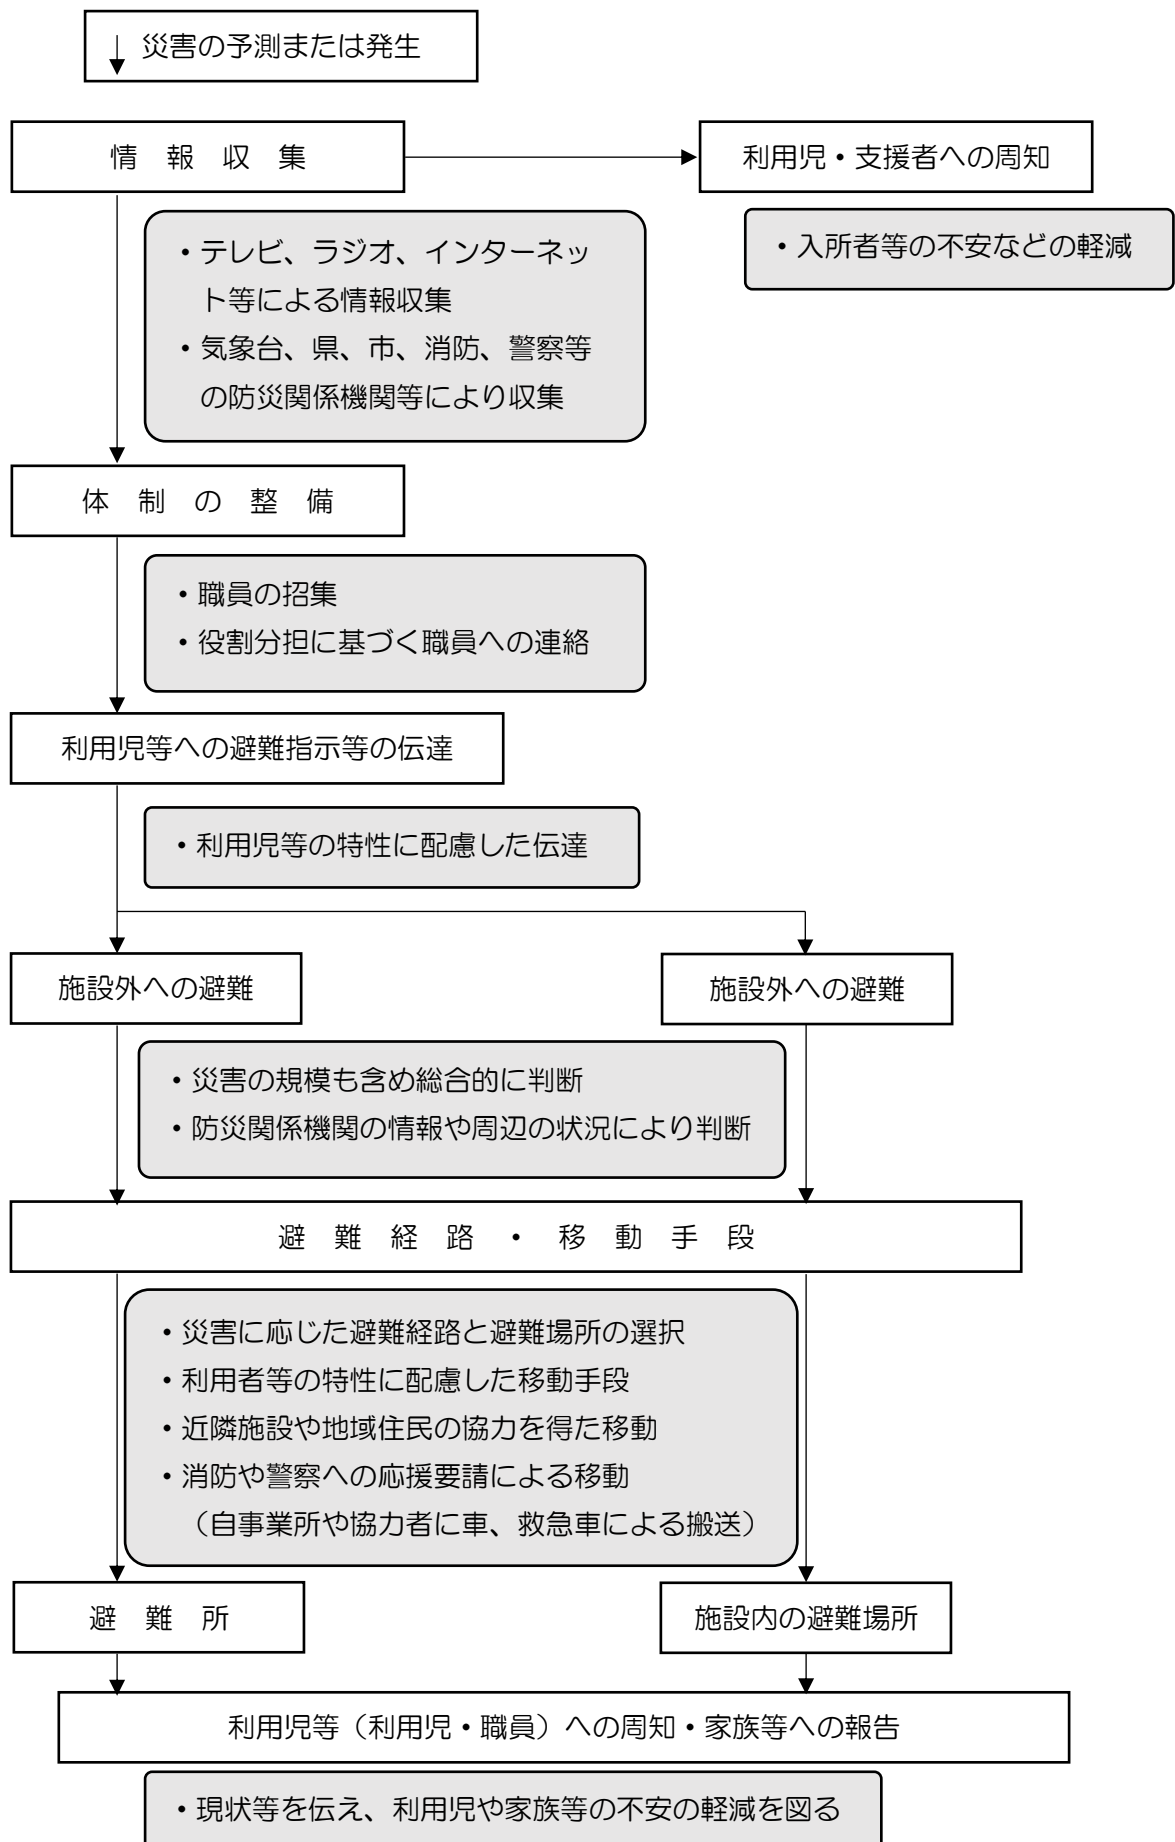 災害の予測または発生
情　報　収　集
利用児・支援者への周知
・入所者等の不安などの軽減
・テレビ、ラジオ、インターネッ
ト等による情報収集
・気象台、県、市、消防、警察等
の防災関係機関等により収集
体　制　の　整　備
・職員の招集
・役割分担に基づく職員への連絡
利用児等への避難指示等の伝達
・利用児等の特性に配慮した伝達
施設外への避難
施設外への避難
・災害の規模も含め総合的に判断
・防災関係機関の情報や周辺の状況により判断
避　難　経　路　・　移　動　手　段
・災害に応じた避難経路と避難場所の選択
・利用者等の特性に配慮した移動手段
・近隣施設や地域住民の協力を得た移動
・消防や警察への応援要請による移動
（自事業所や協力者に車、救急車による搬送）
避　難　所
施設内の避難場所
利用児等（利用児・職員）への周知・家族等への報告
・現状等を伝え、利用児や家族等の不安の軽減を図る